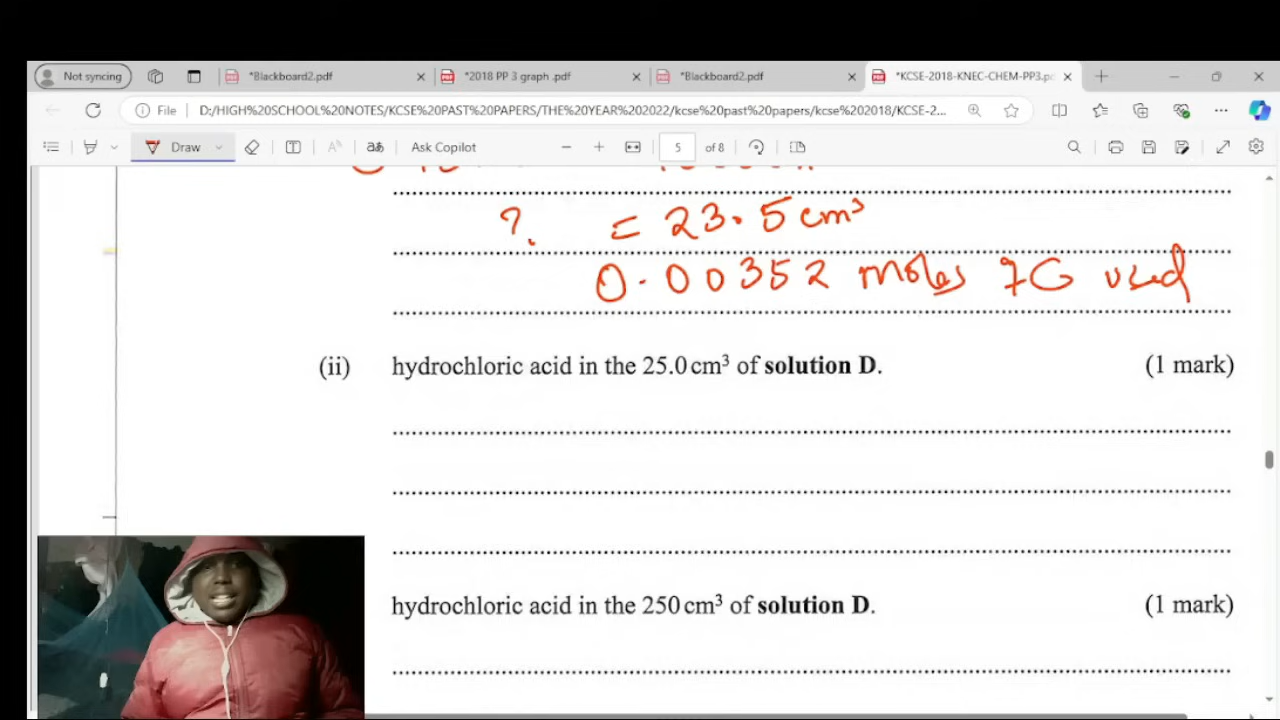 Not syncing
*Blackboard2.pdf
*2018 PP 3 graph .pdf
*Blackboard2.pdf
*KCSE-2018-KNEC-CHEM-PP3.p
File D:/HIGH%20SCHOOL%20NOTES/KCSE%20PAST%20PAPERS/THE%20YEAR%202022/kcse%20past%20papers/kcse%202018/KCSE-2...
Draw
Ask Copilot
5 of 8
? = 23.5 cm³
0.00352 moles 7G used
(ii) hydrochloric acid in the 25.0 cm³ of solution D. (1 mark)
hydrochloric acid in the 250 cm³ of solution D. (1 mark)